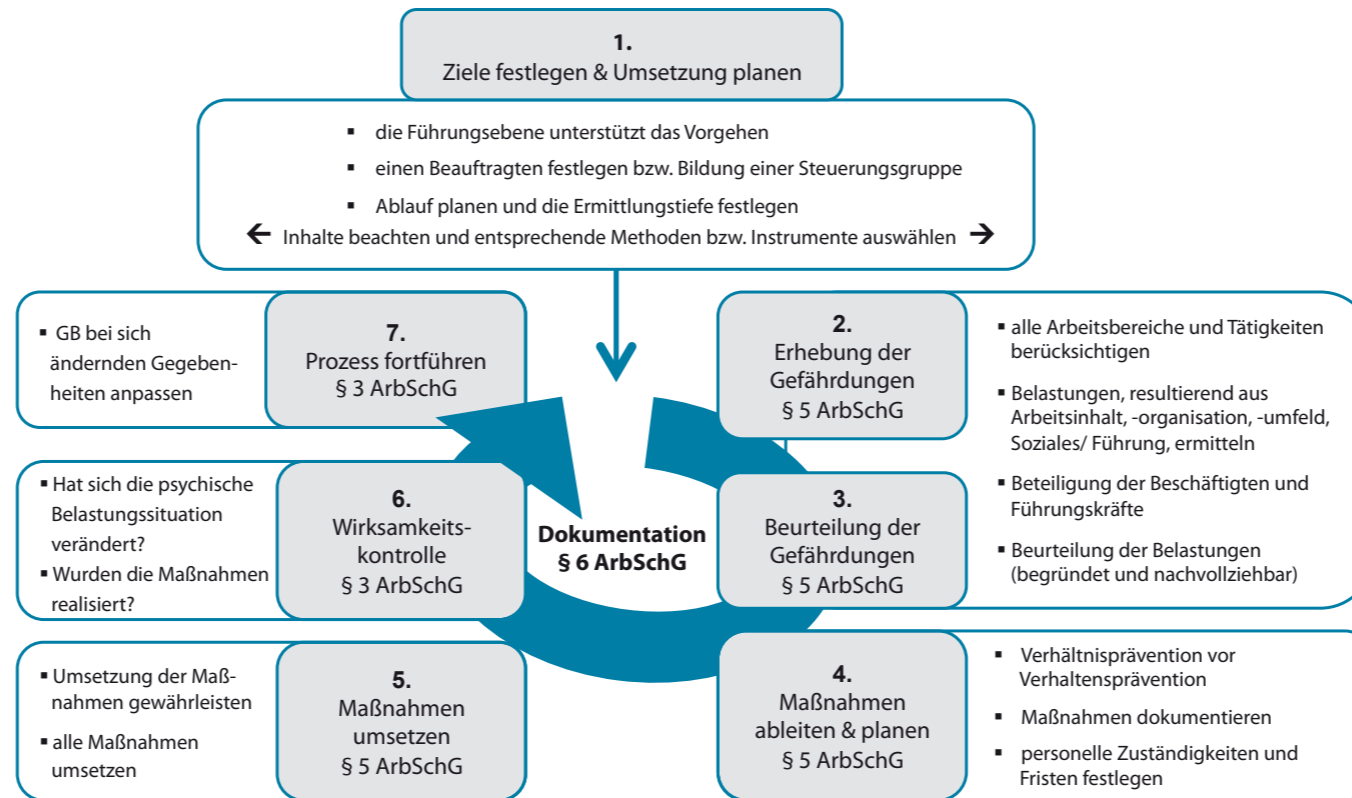 1.
Ziele festlegen & Umsetzung planen
▪ die Führungsebene unterstützt das Vorgehen
▪ einen Beauftragten festlegen bzw. Bildung einer Steuerungsgruppe
▪ Ablauf planen und die Ermittlungstiefe festlegen
← Inhalte beachten und entsprechende Methoden bzw. Instrumente auswählen →
2.
Erhebung der
Gefährdungen
§ 5 ArbSchG
▪ alle Arbeitsbereiche und Tätigkeiten
berücksichtigen
▪ Belastungen, resultierend aus
Arbeitsinhalt, -organisation, -umfeld,
Soziales/ Führung, ermitteln
▪ Beteiligung der Beschäftigten und
Führungskräfte
▪ Beurteilung der Belastungen
(begründet und nachvollziehbar)
3.
Beurteilung der
Gefährdungen
§ 5 ArbSchG
4.
Maßnahmen
ableiten & planen
§ 5 ArbSchG
▪ Verhältnisprävention vor
Verhaltensprävention
▪ Maßnahmen dokumentieren
▪ personelle Zuständigkeiten und
Fristen festlegen
5.
Maßnahmen
umsetzen
§ 5 ArbSchG
▪ Umsetzung der Maß-
nahmen gewährleisten
▪ alle Maßnahmen
umsetzen
6.
Wirksamkeits-
kontrolle
§ 3 ArbSchG
▪ Hat sich die psychische
Belastungssituation
verändert?
▪ Wurden die Maßnahmen
realisiert?
7.
Prozess fortführen
§ 3 ArbSchG
▪ GB bei sich
ändernden Gegeben-
heiten anpassen
Dokumentation
§ 6 ArbSchG